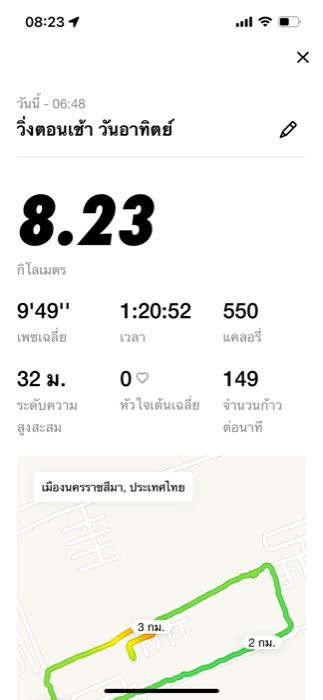 08:23
วันนี้ - 06:48
วิ่งตอนเช้า วันอาทิตย์
8.23
กิโลเมตร
9'49'' 1:20:52 550
เพซเฉลี่ย เวลา แคลอรี่
32 ม. 0 149
ระดับความ หัวใจเต้นเฉลี่ย จำนวนก้าว
สูงสะสม ต่อนาที
เมืองนครราชสีมา, ประเทศไทย
3 กม.
2 กม.